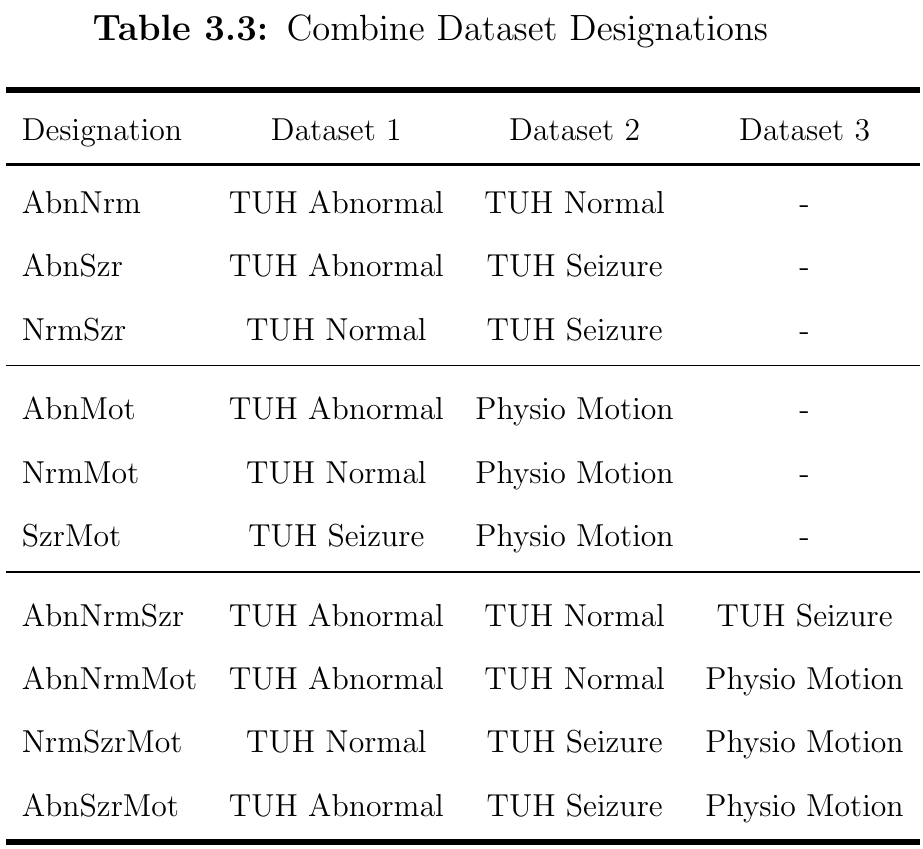 Table 3.3: Combine Dataset Designations
Designation Dataset 1 Dataset 2 Dataset 3
AbnNrm TUH Abnormal TUH Normal -
AbnSzr TUH Abnormal TUH Seizure -
NrmSzr TUH Normal TUH Seizure -
AbnMot TUH Abnormal Physio Motion -
NrmMot TUH Normal Physio Motion -
SzrMot TUH Seizure Physio Motion -
AbnNrmSzr TUH Abnormal TUH Normal TUH Seizure
AbnNrmMot TUH Abnormal TUH Normal Physio Motion
NrmSzrMot TUH Normal TUH Seizure Physio Motion
AbnSzrMot TUH Abnormal TUH Seizure Physio Motion